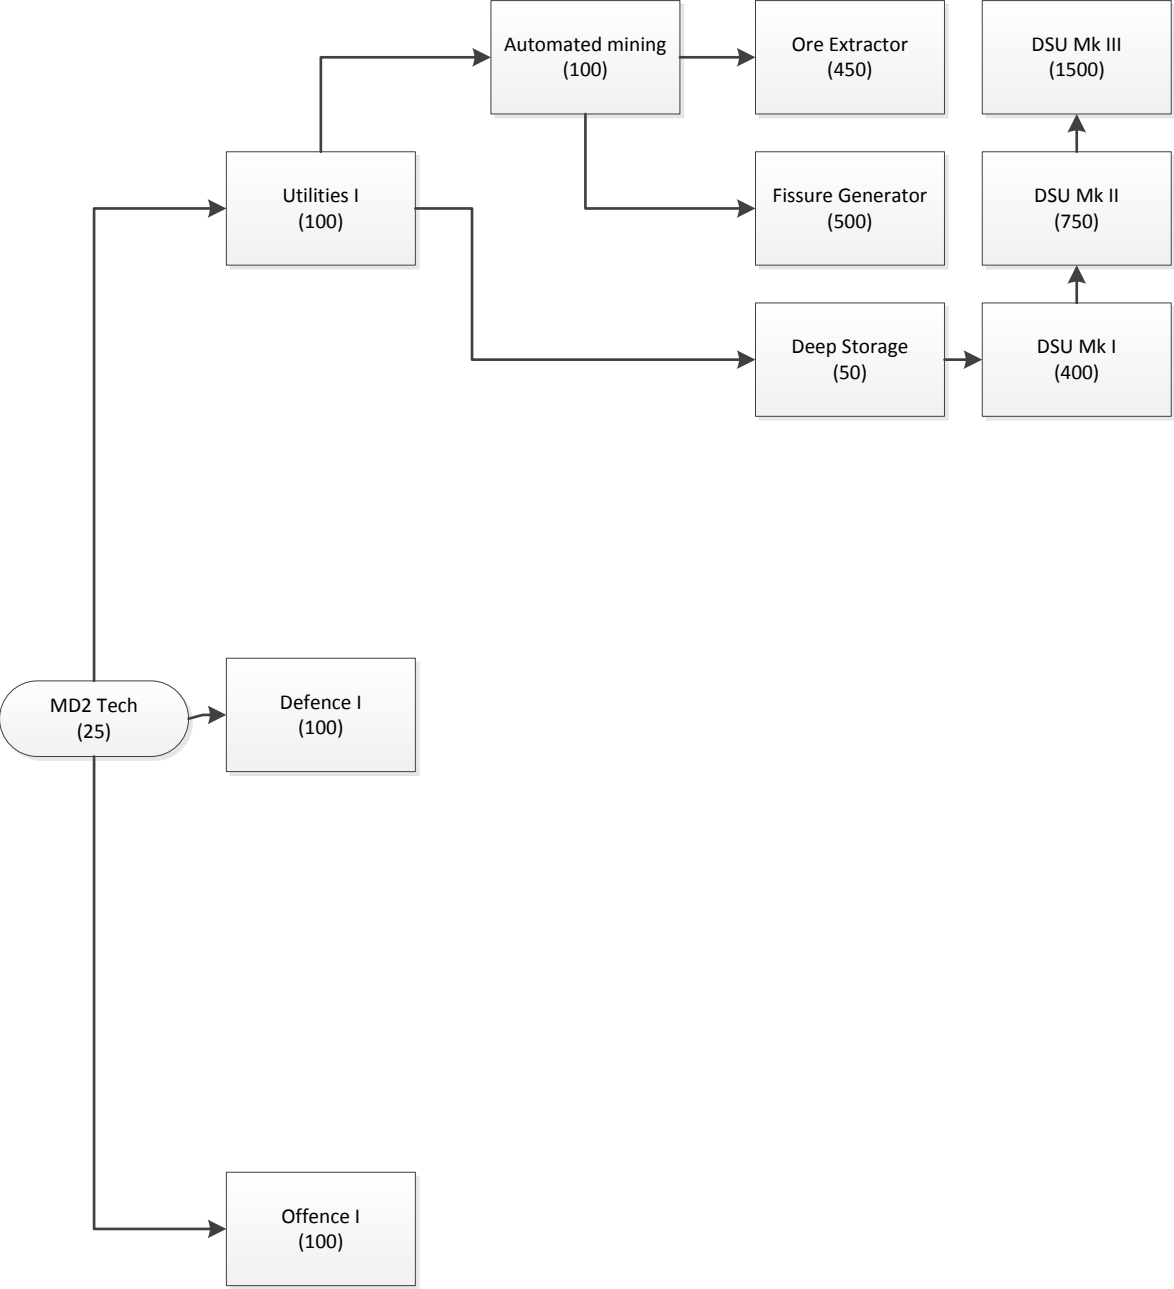 Automated mining
(100)
Ore Extractor
(450)
DSU Mk III
(1500)
Utilities I
(100)
Fissure Generator
(500)
DSU Mk II
(750)
Deep Storage
(50)
DSU Mk I
(400)
MD2 Tech
(25)
Defence I
(100)
Offence I
(100)